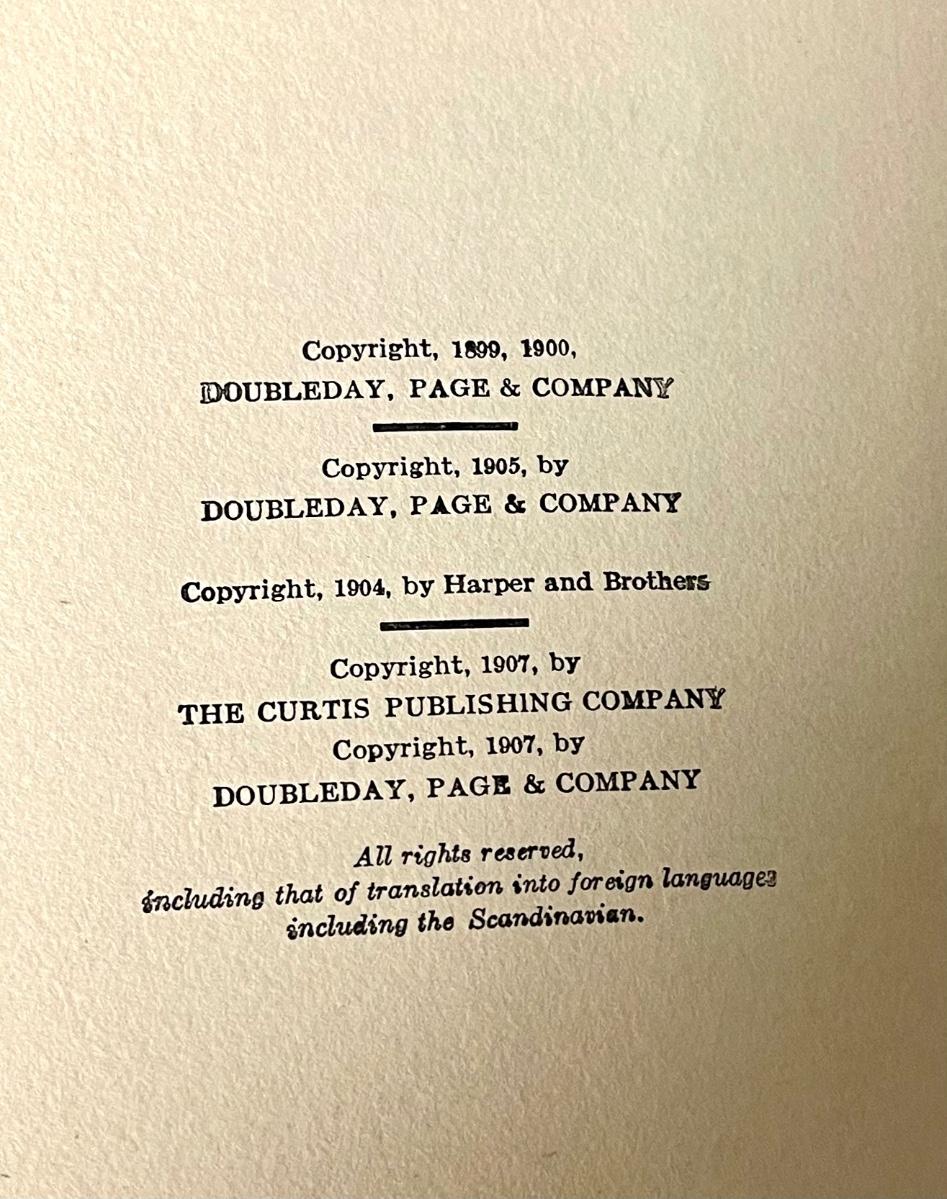 Copyright, 1899, 1900,
DOUBLEDAY, PAGE & COMPANY
Copyright, 1905, by
DOUBLEDAY, PAGE & COMPANY
Copyright, 1904, by Harper and Brothers
Copyright, 1907, by
THE CURTIS PUBLISHING COMPANY
Copyright, 1907, by
DOUBLEDAY, PAGE & COMPANY
All rights reserved,
including that of translation into foreign languages
including the Scandinavian.